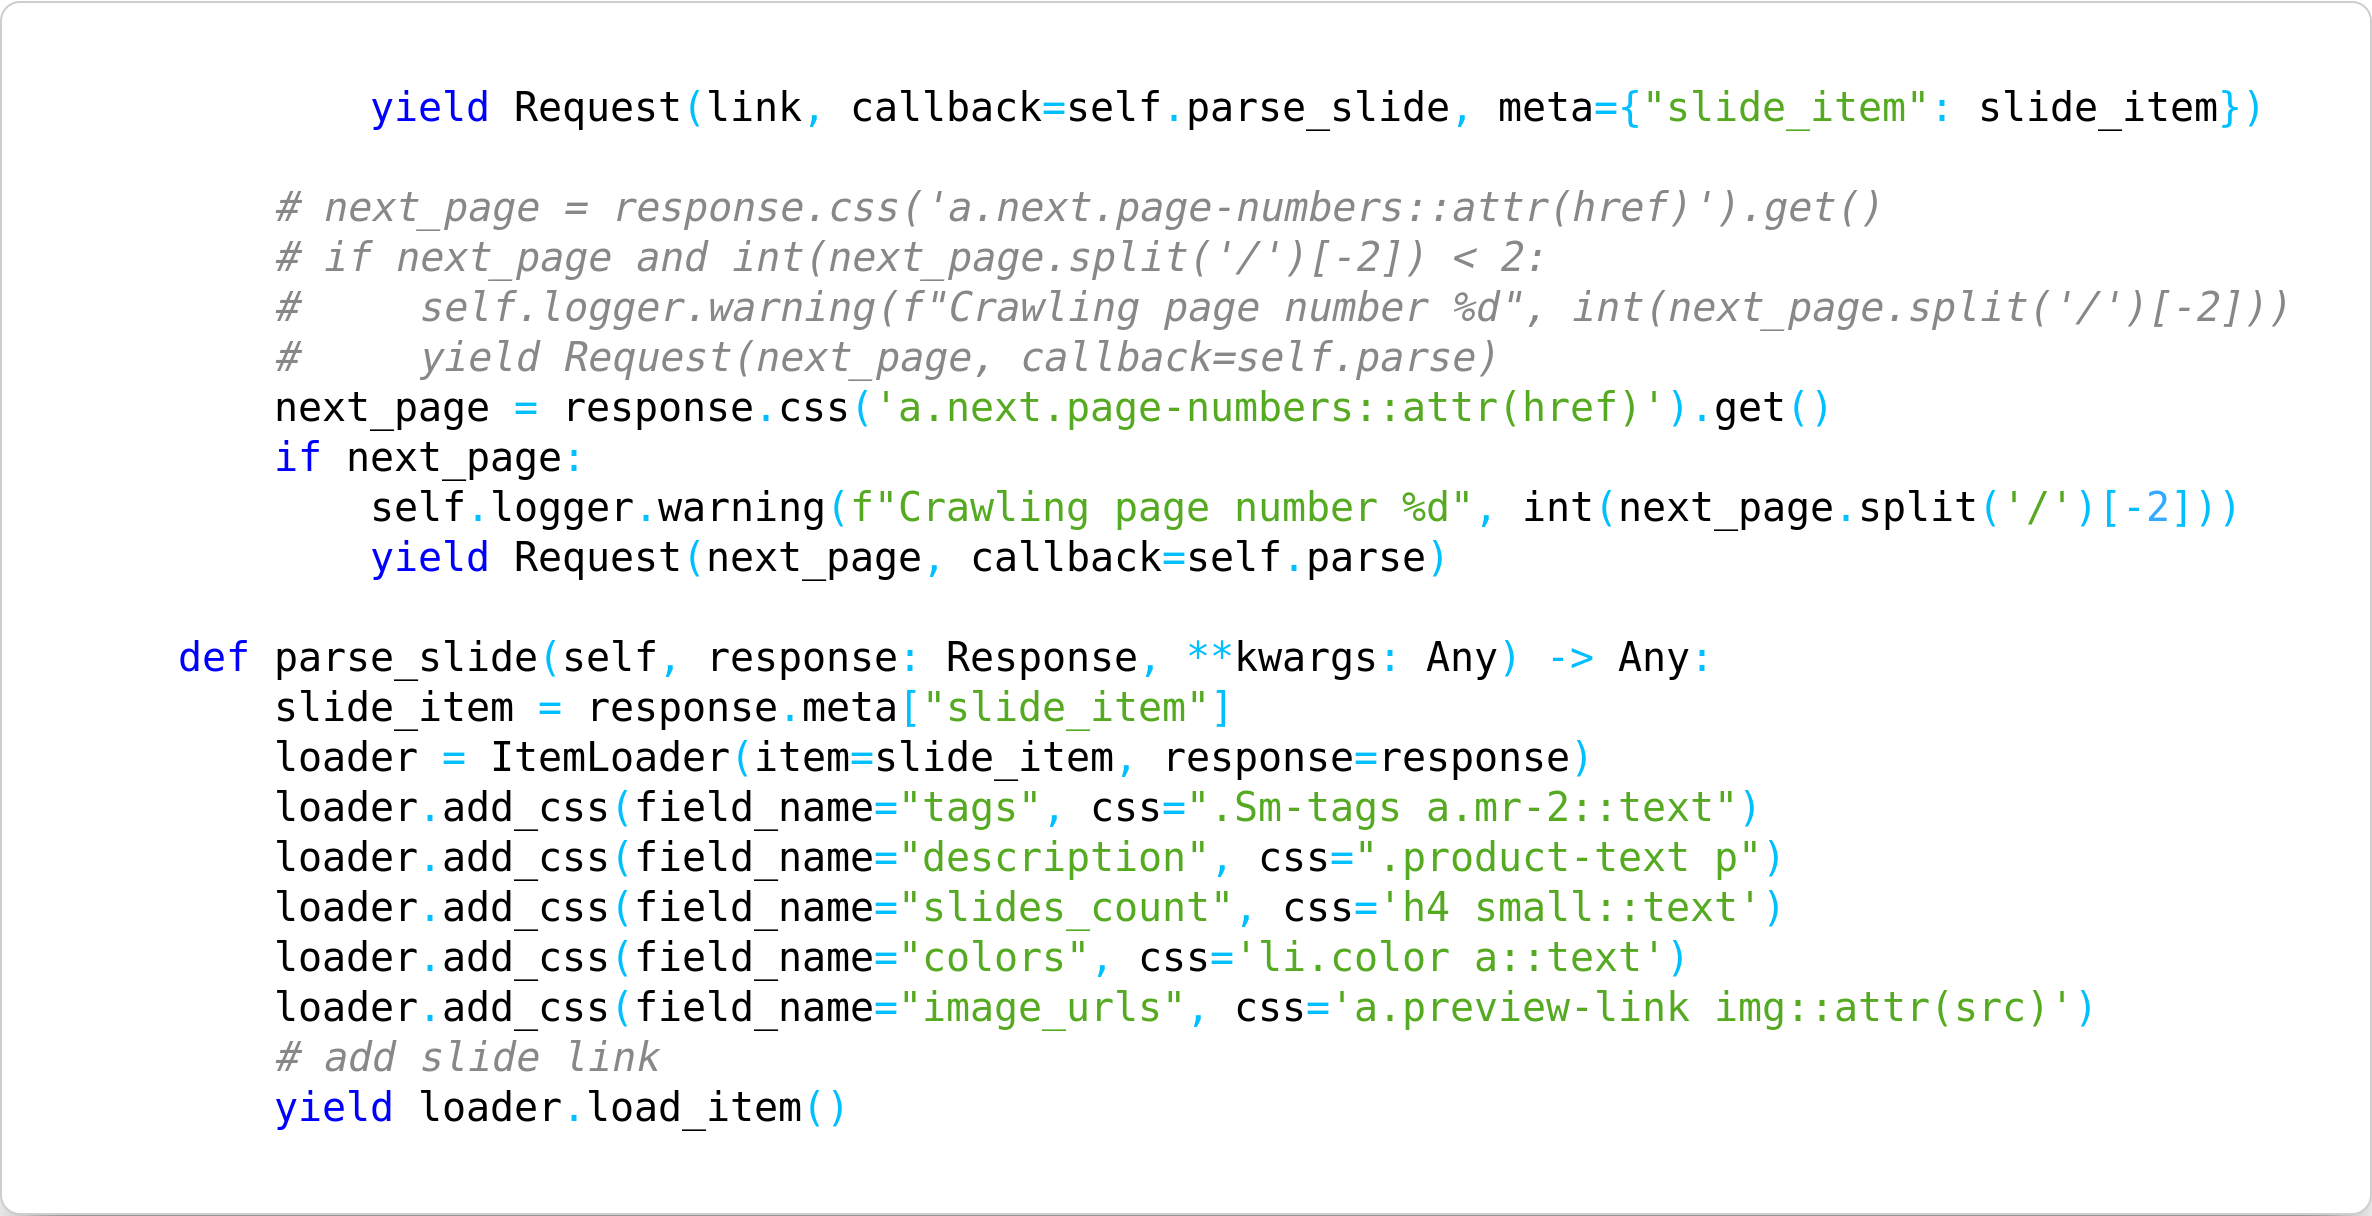 yield Request(link, callback=self.parse_slide, meta={"slide_item": slide_item})

        # next_page = response.css('a.next.page-numbers::attr(href)').get()
        # if next_page and int(next_page.split('/')[-2]) < 2:
        #     self.logger.warning(f"Crawling page number %d", int(next_page.split('/')[-2]))
        #     yield Request(next_page, callback=self.parse)
        next_page = response.css('a.next.page-numbers::attr(href)').get()
        if next_page:
            self.logger.warning(f"Crawling page number %d", int(next_page.split('/')[-2]))
            yield Request(next_page, callback=self.parse)

    def parse_slide(self, response: Response, **kwargs: Any) -> Any:
        slide_item = response.meta["slide_item"]
        loader = ItemLoader(item=slide_item, response=response)
        loader.add_css(field_name="tags", css=".Sm-tags a.mr-2::text")
        loader.add_css(field_name="description", css=".product-text p")
        loader.add_css(field_name="slides_count", css='h4 small::text')
        loader.add_css(field_name="colors", css='li.color a::text')
        loader.add_css(field_name="image_urls", css='a.preview-link img::attr(src)')
        # add slide link
        yield loader.load_item()